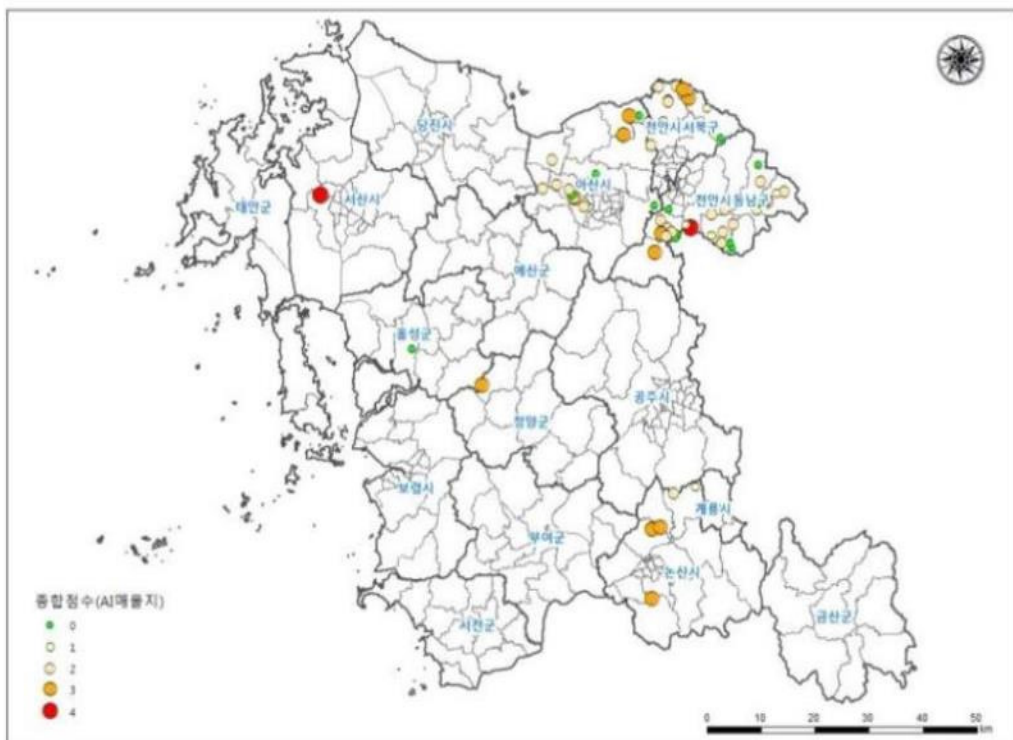 당진시
천안시서북구
아산시
천안시동남구
태안군
서산시
예산군
홍성군
공주시
청양군
보령시
계룡시
부여군
논산시
서천군
금산군
종합점수(AI매몰지)
0
1
2
3
4
0 10 20 30 40 50
km